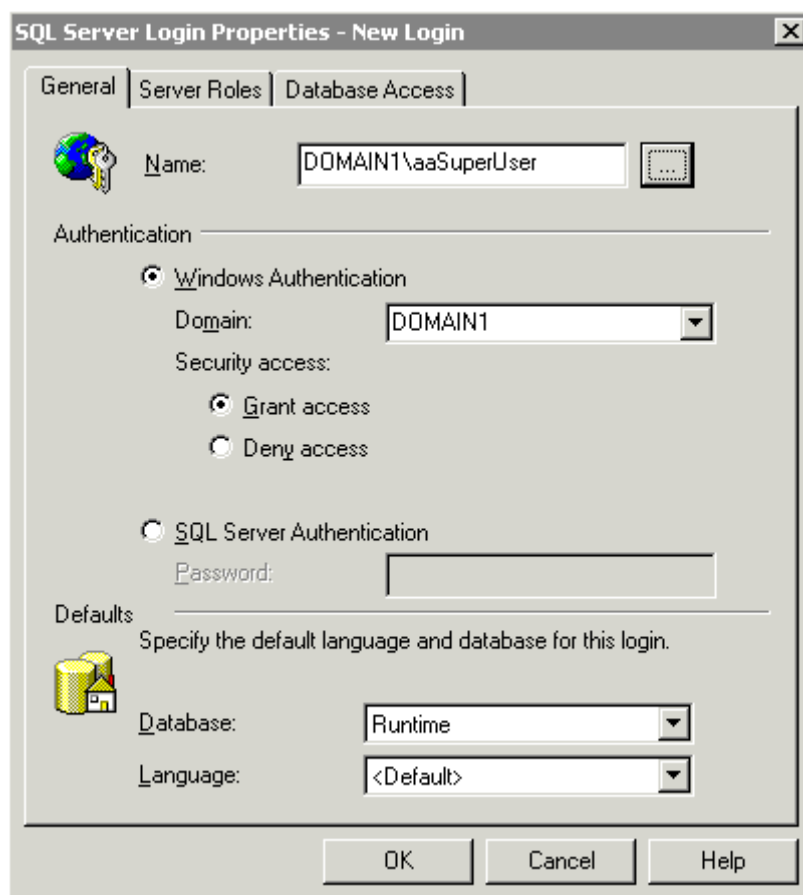 SQL Server Login Properties - New Login
General Server Roles Database Access
Name: DOMAIN1\aaSuperUser ...
Authentication
Windows Authentication
Domain: DOMAIN1
Security access:
Grant access
Deny access
SQL Server Authentication
Password:
Defaults
Specify the default language and database for this login.
Database: Runtime
Language: <Default>
OK Cancel Help